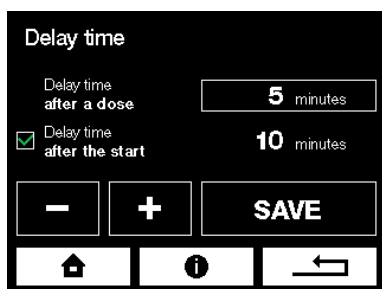 Delay time
Delay time
after a dose
5 minutes
Delay time
after the start
10 minutes
− + SAVE
i